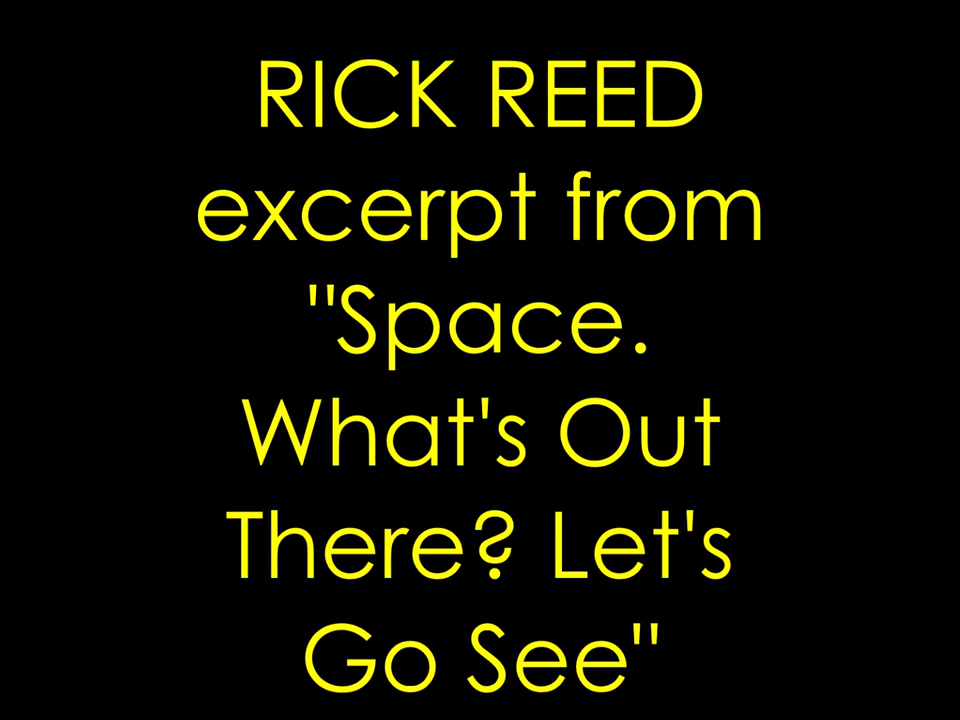 RICK REED
excerpt from
"Space.
What's Out
There? Let's
Go See"